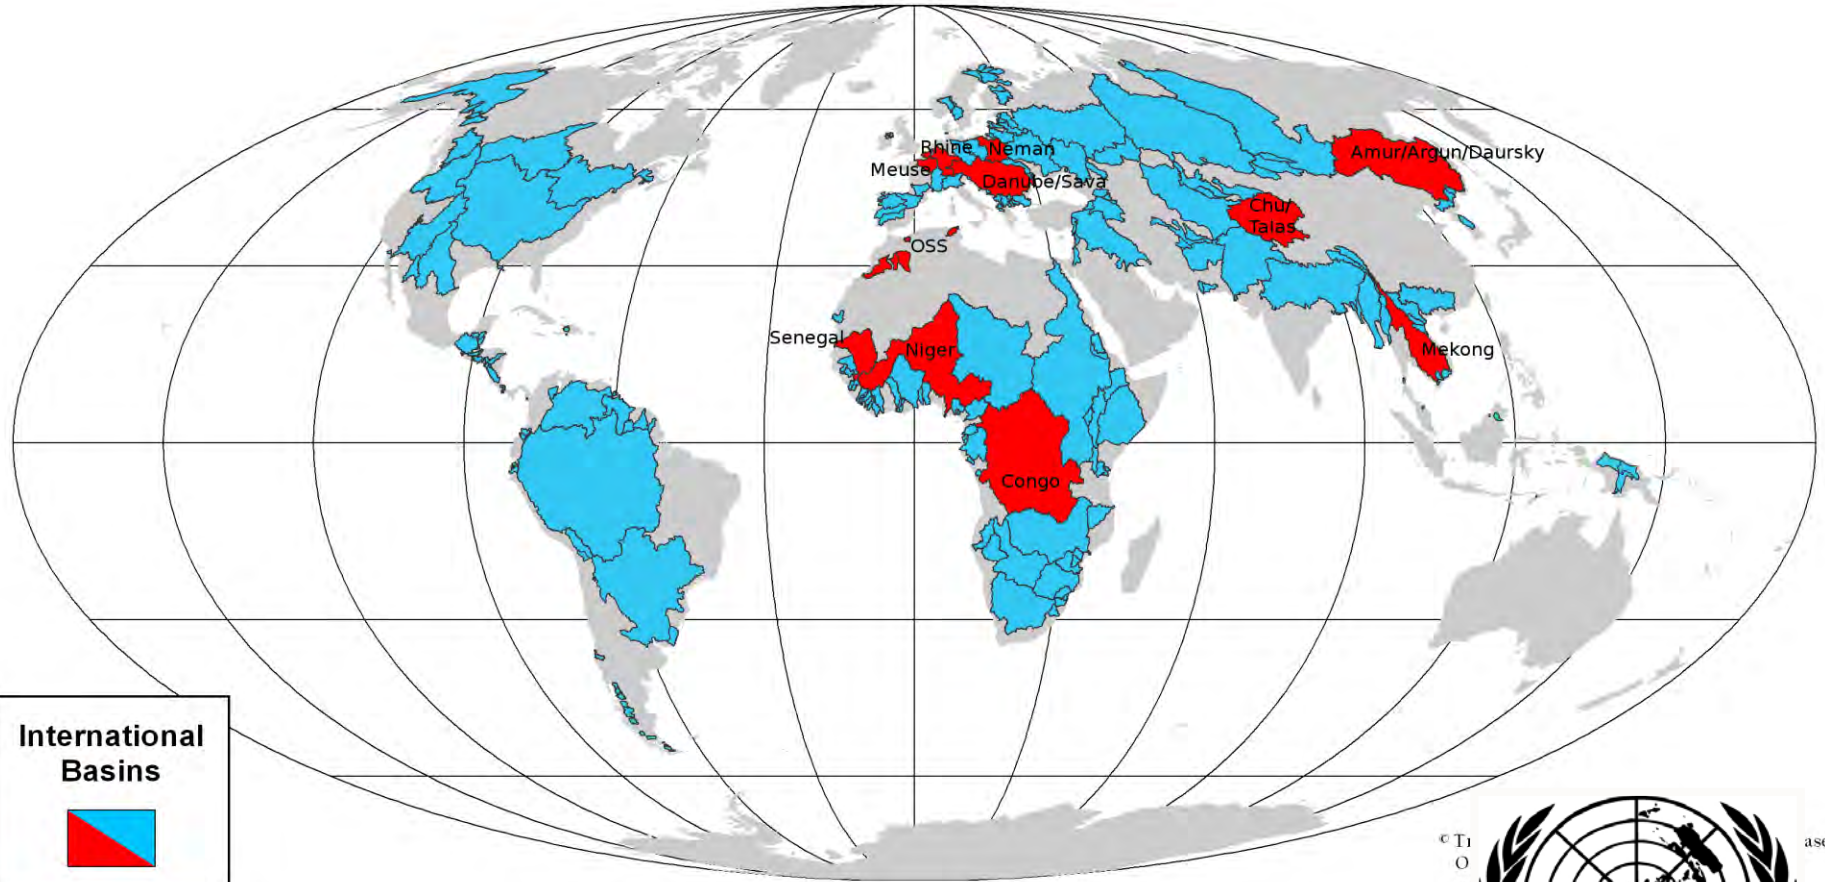 Rhine
Neman
Meuse
Danube/Sava
Amur/Argun/Daursky
Chu/
Talas
OSS
Senegal
Niger
Mekong
Congo
International
Basins
©
O